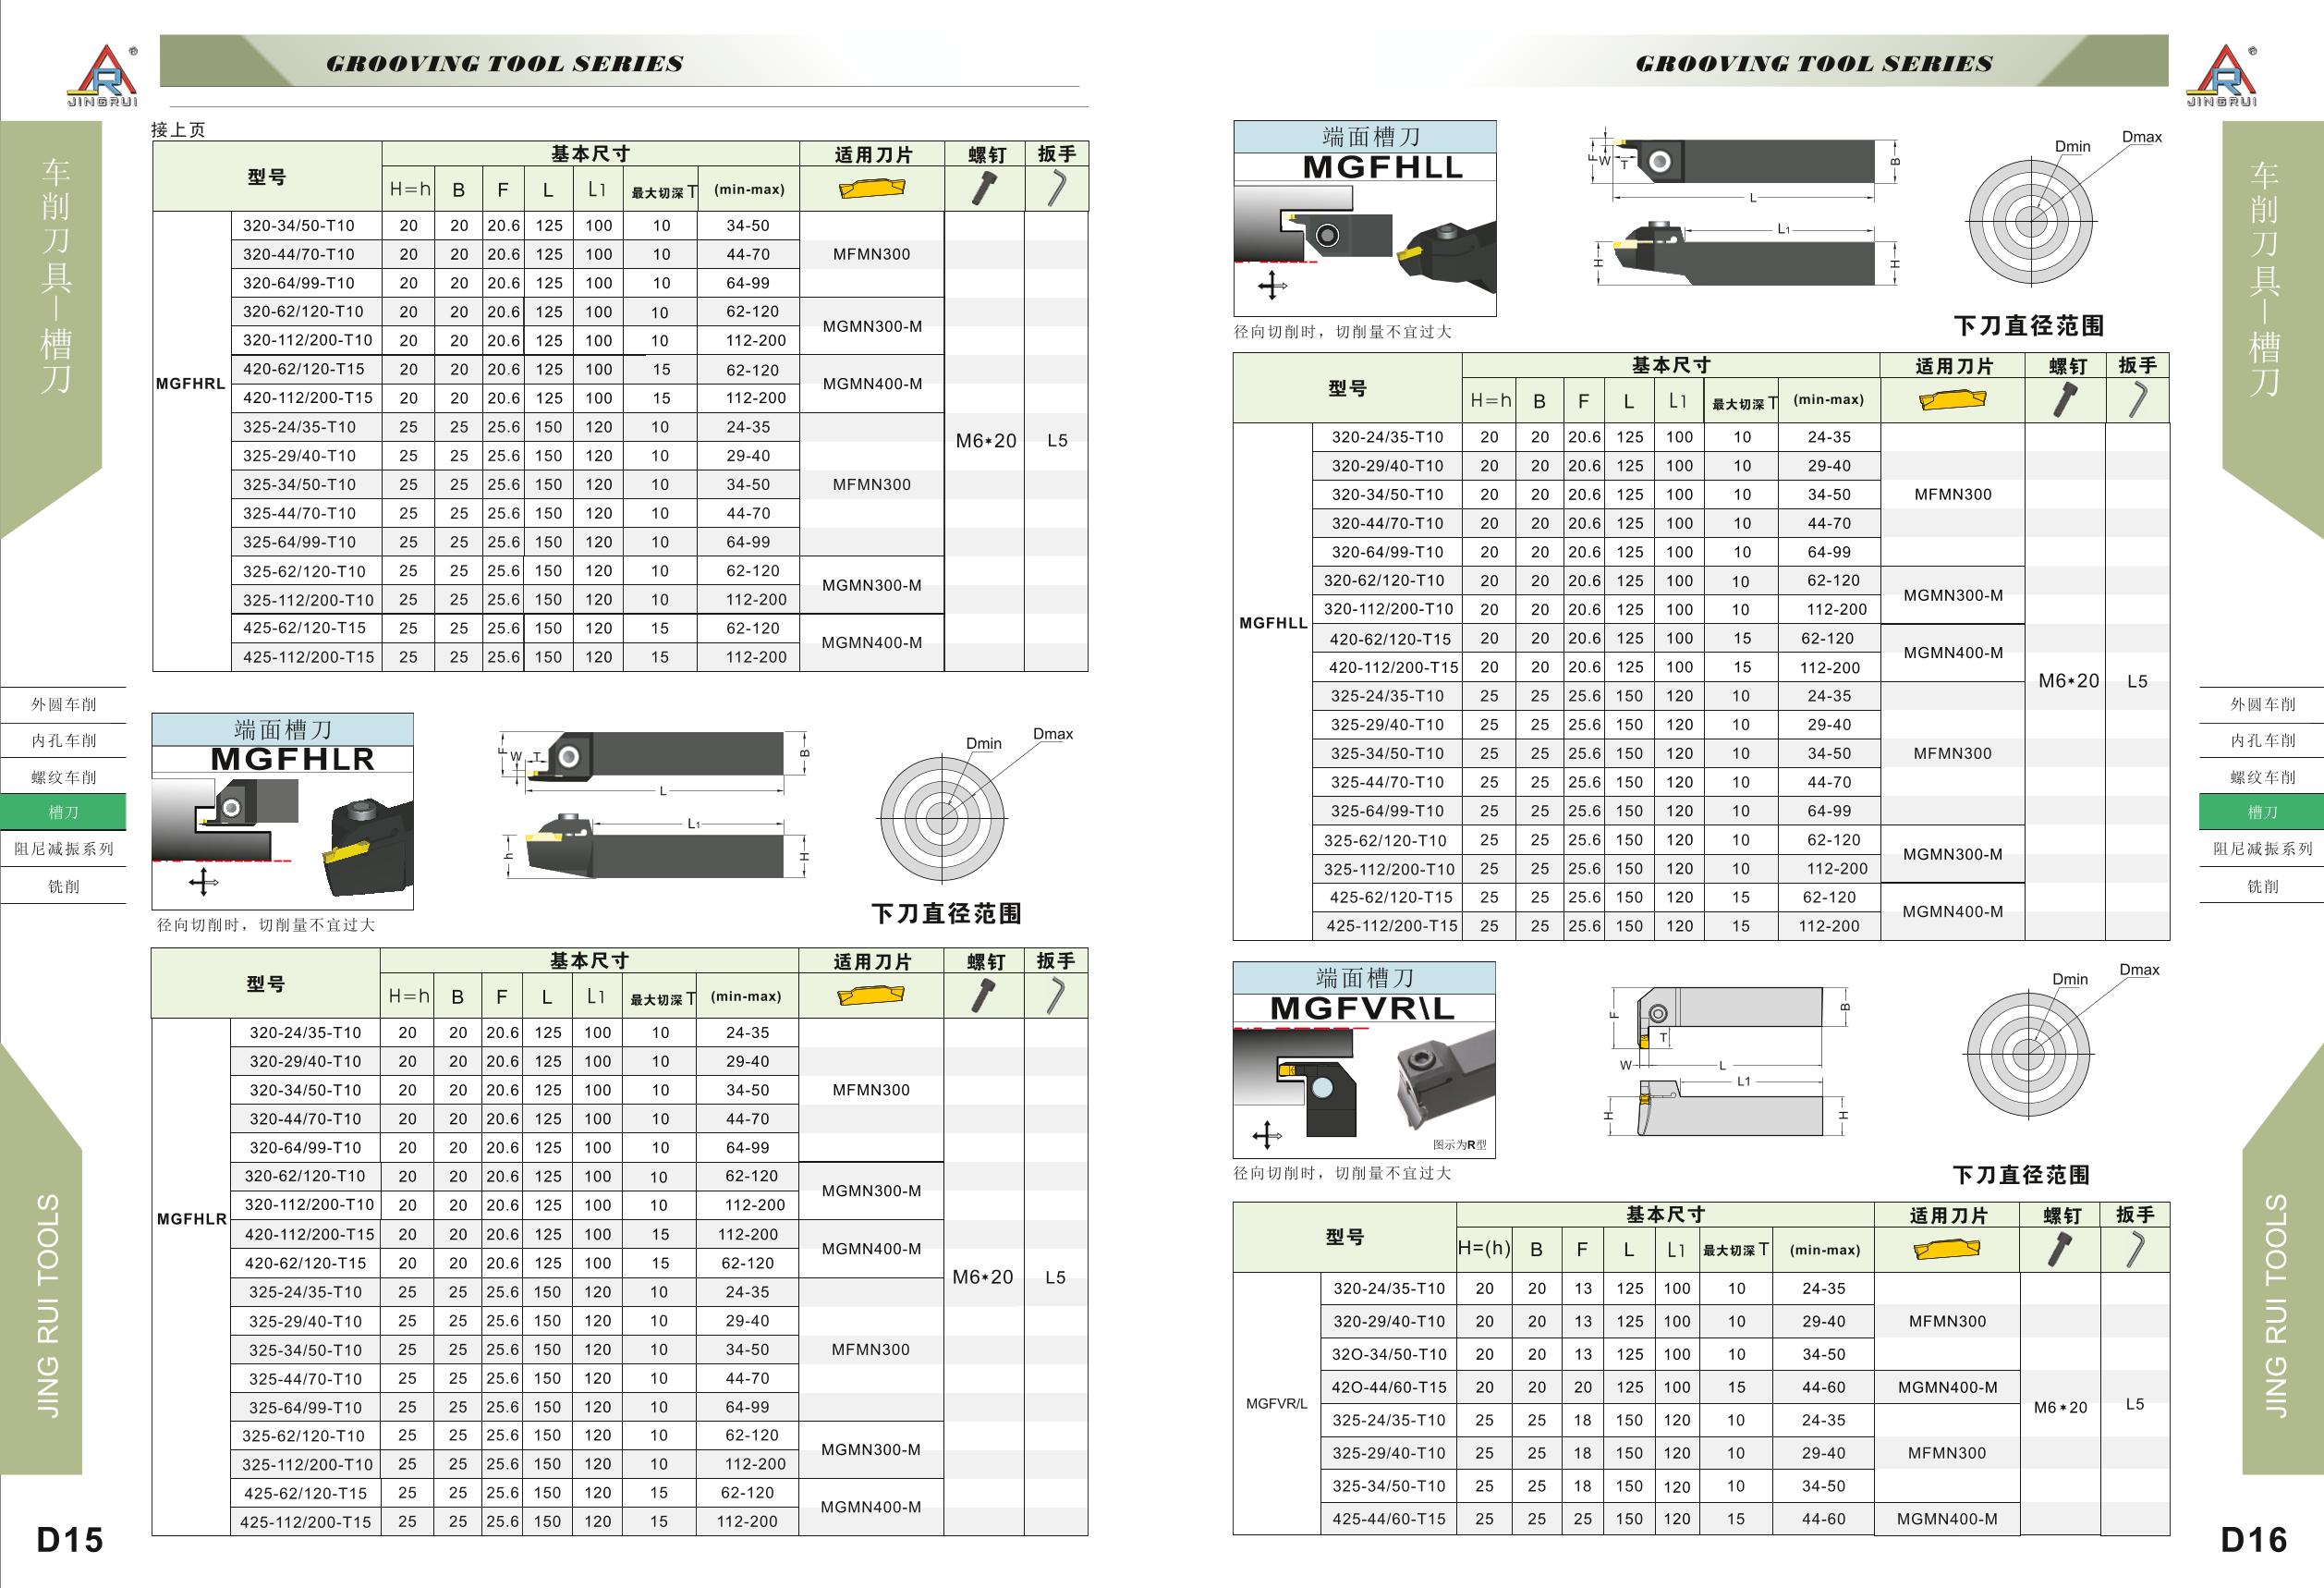 GROOVING TOOL SERIES
JINGRUI
车削刀具—槽刀
接上页
型号 基本尺寸 适用刀片 螺钉 扳手
H=h B F L L1 最大切深T (min-max)
MGFHRL
320-34/50-T10 20 20 20.6 125 100 10 34-50
320-44/70-T10 20 20 20.6 125 100 10 44-70 MFMN300
320-64/99-T10 20 20 20.6 125 100 10 64-99
320-62/120-T10 20 20 20.6 125 100 10 62-120
MGMN300-M
320-112/200-T10 20 20 20.6 125 100 10 112-200
420-62/120-T15 20 20 20.6 125 100 15 62-120
MGMN400-M
420-112/200-T15 20 20 20.6 125 100 15 112-200
325-24/35-T10 25 25 25.6 150 120 10 24-35
M6*20 L5
325-29/40-T10 25 25 25.6 150 120 10 29-40
325-34/50-T10 25 25 25.6 150 120 10 34-50 MFMN300
325-44/70-T10 25 25 25.6 150 120 10 44-70
325-64/99-T10 25 25 25.6 150 120 10 64-99
325-62/120-T10 25 25 25.6 150 120 10 62-120
MGMN300-M
325-112/200-T10 25 25 25.6 150 120 10 112-200
425-62/120-T15 25 25 25.6 150 120 15 62-120
MGMN400-M
425-112/200-T15 25 25 25.6 150 120 15 112-200
外圆车削
内孔车削
螺纹车削
槽刀
阻尼减振系列
铣削
端面槽刀
MGFHLR
F W T B
L
L1
h H
Dmin Dmax
下刀直径范围
径向切削时，切削量不宜过大
型号 基本尺寸 适用刀片 螺钉 扳手
H=h B F L L1 最大切深T (min-max)
MGFHLR
320-24/35-T10 20 20 20.6 125 100 10 24-35
320-29/40-T10 20 20 20.6 125 100 10 29-40
320-34/50-T10 20 20 20.6 125 100 10 34-50 MFMN300
320-44/70-T10 20 20 20.6 125 100 10 44-70
320-64/99-T10 20 20 20.6 125 100 10 64-99
320-62/120-T10 20 20 20.6 125 100 10 62-120
MGMN300-M
320-112/200-T10 20 20 20.6 125 100 10 112-200
420-112/200-T15 20 20 20.6 125 100 15 112-200
MGMN400-M
420-62/120-T15 20 20 20.6 125 100 15 62-120
M6*20 L5
325-24/35-T10 25 25 25.6 150 120 10 24-35
325-29/40-T10 25 25 25.6 150 120 10 29-40
325-34/50-T10 25 25 25.6 150 120 10 34-50 MFMN300
325-44/70-T10 25 25 25.6 150 120 10 44-70
325-64/99-T10 25 25 25.6 150 120 10 64-99
325-62/120-T10 25 25 25.6 150 120 10 62-120
MGMN300-M
325-112/200-T10 25 25 25.6 150 120 10 112-200
425-62/120-T15 25 25 25.6 150 120 15 62-120
MGMN400-M
425-112/200-T15 25 25 25.6 150 120 15 112-200
JING RUI TOOLS
D15
GROOVING TOOL SERIES
JINGRUI
车削刀具—槽刀
端面槽刀
MGFHLL
F W T B
L
L1
H H
Dmin Dmax
下刀直径范围
径向切削时，切削量不宜过大
型号 基本尺寸 适用刀片 螺钉 扳手
H=h B F L L1 最大切深T (min-max)
MGFHLL
320-24/35-T10 20 20 20.6 125 100 10 24-35
320-29/40-T10 20 20 20.6 125 100 10 29-40
320-34/50-T10 20 20 20.6 125 100 10 34-50 MFMN300
320-44/70-T10 20 20 20.6 125 100 10 44-70
320-64/99-T10 20 20 20.6 125 100 10 64-99
320-62/120-T10 20 20 20.6 125 100 10 62-120
MGMN300-M
320-112/200-T10 20 20 20.6 125 100 10 112-200
420-62/120-T15 20 20 20.6 125 100 15 62-120
MGMN400-M
420-112/200-T15 20 20 20.6 125 100 15 112-200
M6*20 L5
325-24/35-T10 25 25 25.6 150 120 10 24-35
325-29/40-T10 25 25 25.6 150 120 10 29-40
325-34/50-T10 25 25 25.6 150 120 10 34-50 MFMN300
325-44/70-T10 25 25 25.6 150 120 10 44-70
325-64/99-T10 25 25 25.6 150 120 10 64-99
325-62/120-T10 25 25 25.6 150 120 10 62-120
MGMN300-M
325-112/200-T10 25 25 25.6 150 120 10 112-200
425-62/120-T15 25 25 25.6 150 120 15 62-120
MGMN400-M
425-112/200-T15 25 25 25.6 150 120 15 112-200
外圆车削
内孔车削
螺纹车削
槽刀
阻尼减振系列
铣削
端面槽刀
MGFVR\L
图示为R型
F T B
W L
L1
H H
Dmin Dmax
下刀直径范围
径向切削时，切削量不宜过大
型号 基本尺寸 适用刀片 螺钉 扳手
H=(h) B F L L1 最大切深T (min-max)
MGFVR/L
320-24/35-T10 20 20 13 125 100 10 24-35
320-29/40-T10 20 20 13 125 100 10 29-40 MFMN300
32O-34/50-T10 20 20 13 125 100 10 34-50
42O-44/60-T15 20 20 20 125 100 15 44-60 MGMN400-M
M6*20 L5
325-24/35-T10 25 25 18 150 120 10 24-35
325-29/40-T10 25 25 18 150 120 10 29-40 MFMN300
325-34/50-T10 25 25 18 150 120 10 34-50
425-44/60-T15 25 25 25 150 120 15 44-60 MGMN400-M
JING RUI TOOLS
D16